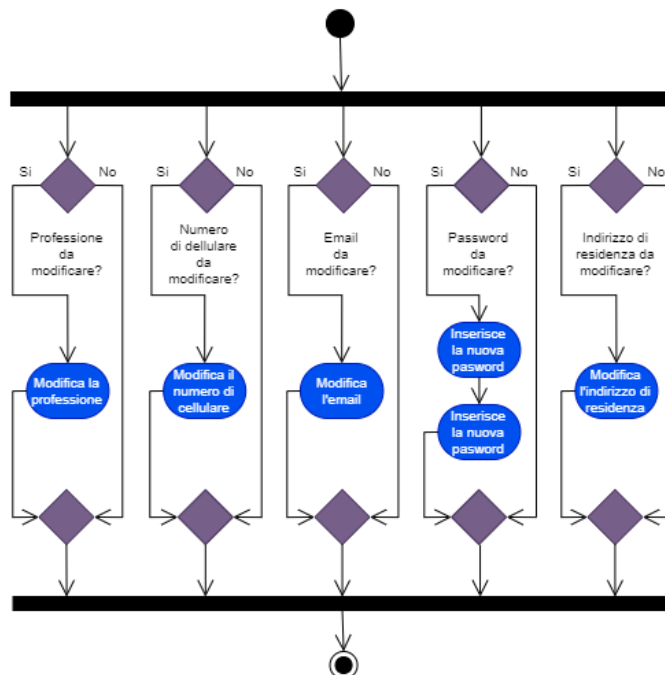 Si
No
Si
No
Si
No
Si
No
Si
No
Professione
da
modificare?
Numero
di dellulare
da
modificare?
Email
da
modificare?
Password
da
modificare?
Indirizzo di
residenza da
modificare?
Inserisce
la nuova
pasword
Modifica la
professione
Modifica il
numero di
cellulare
Modifica
l'email
Inserisce
la nuova
pasword
Modifica
l'indirizzo di
residenza